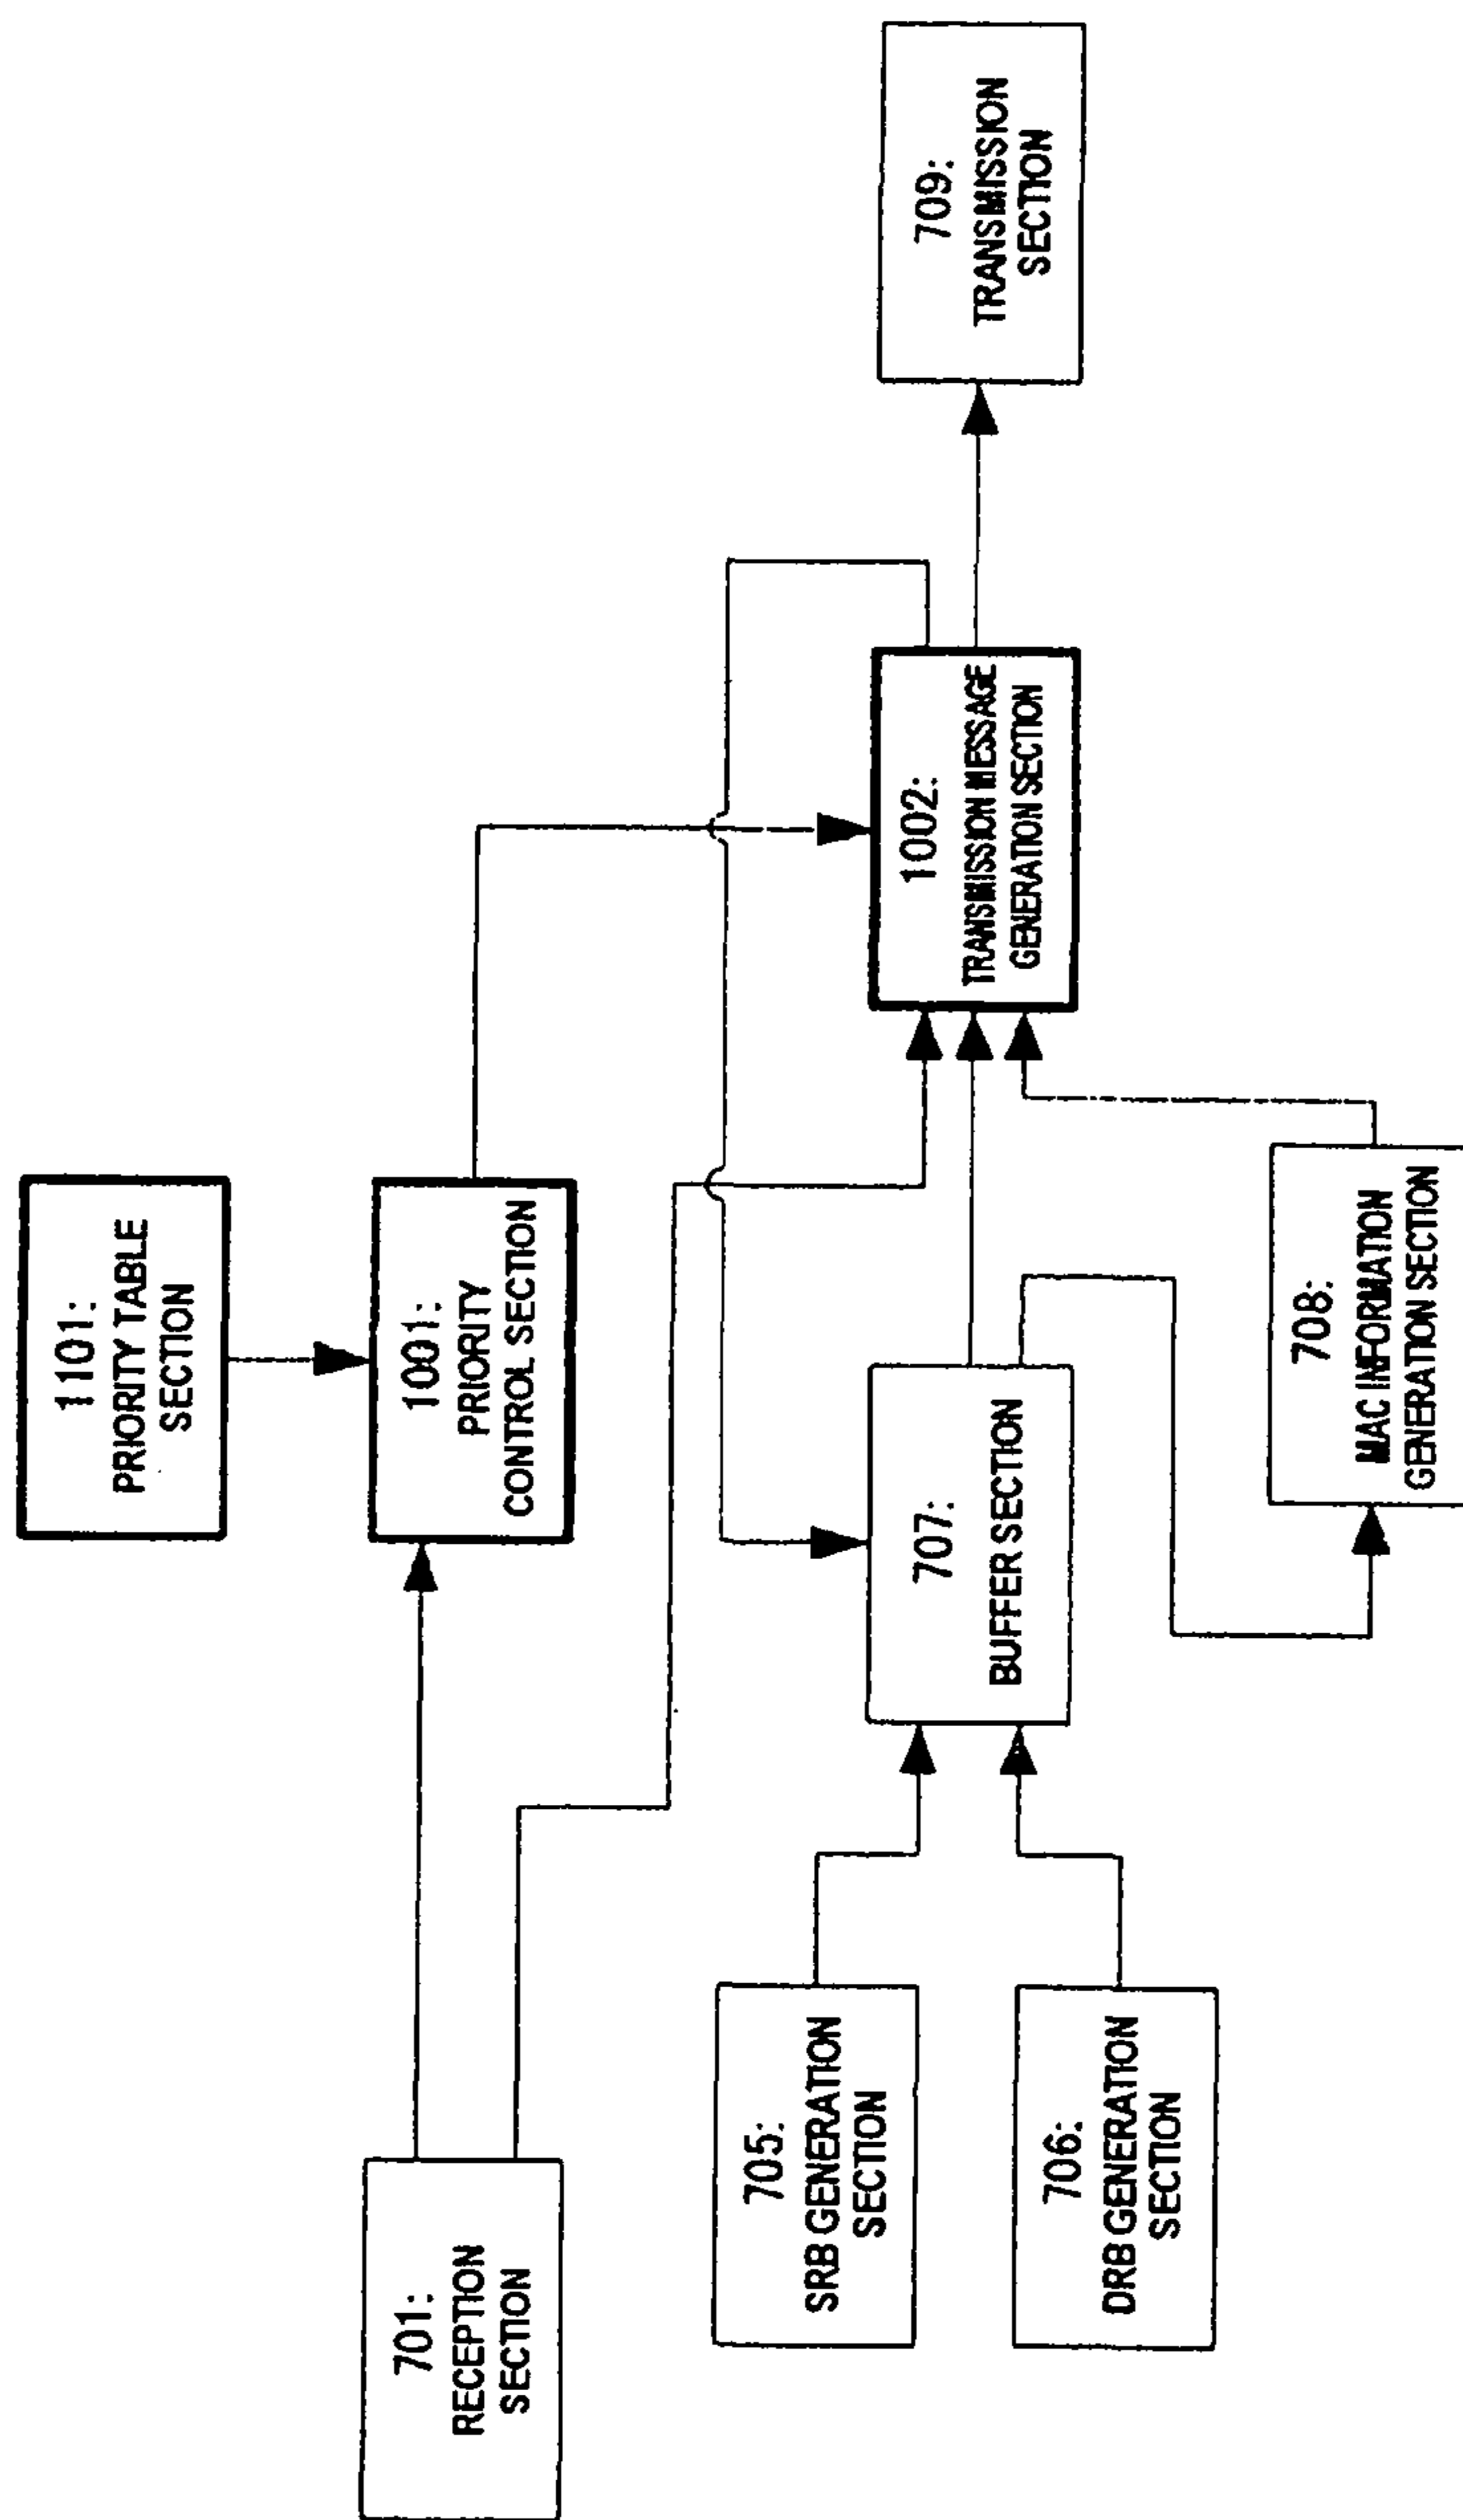 1101:
PRIORITY TABLE
SECTION
701:
RECEPTION
SECTION
1001:
PRIORITY
CONTROL SECTION
705:
SRB GENERATION
SECTION
706:
DRB GENERATION
SECTION
707:
BUFFER SECTION
708:
MAC INFORMATION
GENERATION SECTION
1002:
TRANSMISSION MESSAGE
GENERATION SECTION
709:
TRANSMISSION
SECTION